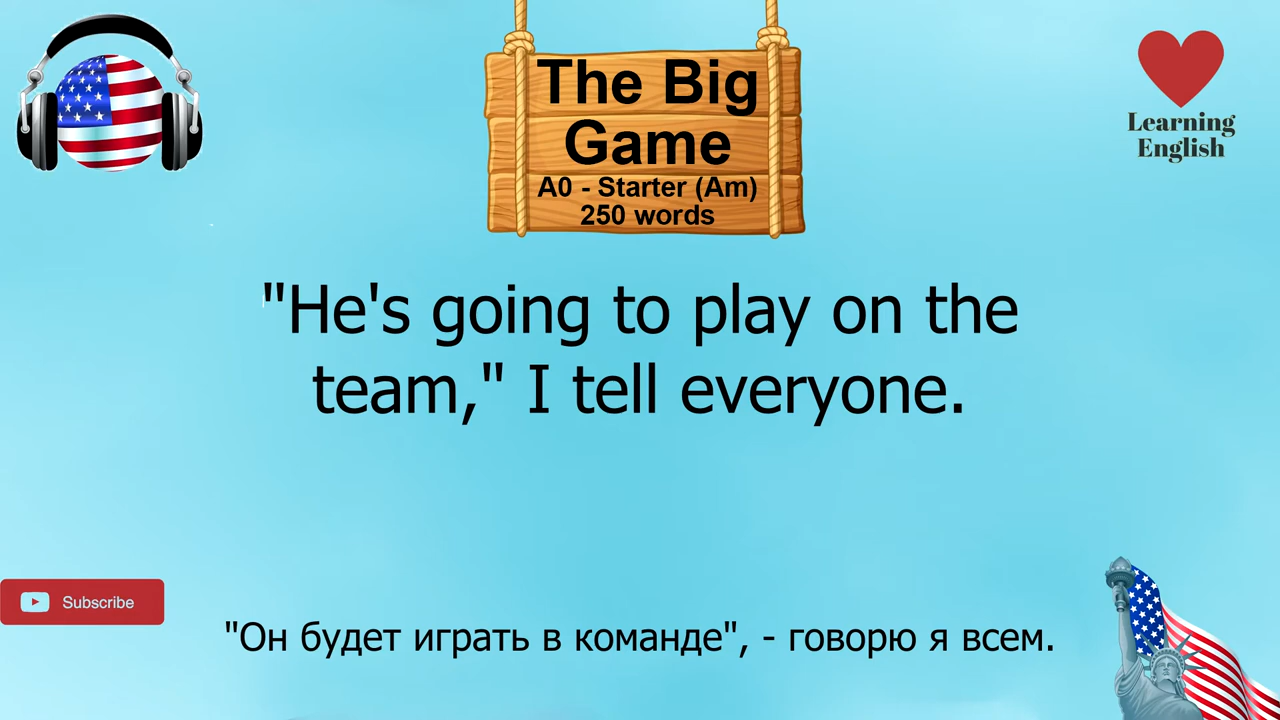 The Big
Game
A0 - Starter (Am)
250 words
Learning
English
"He's going to play on the
team," I tell everyone.
Subscribe
"Он будет играть в команде", - говорю я всем.